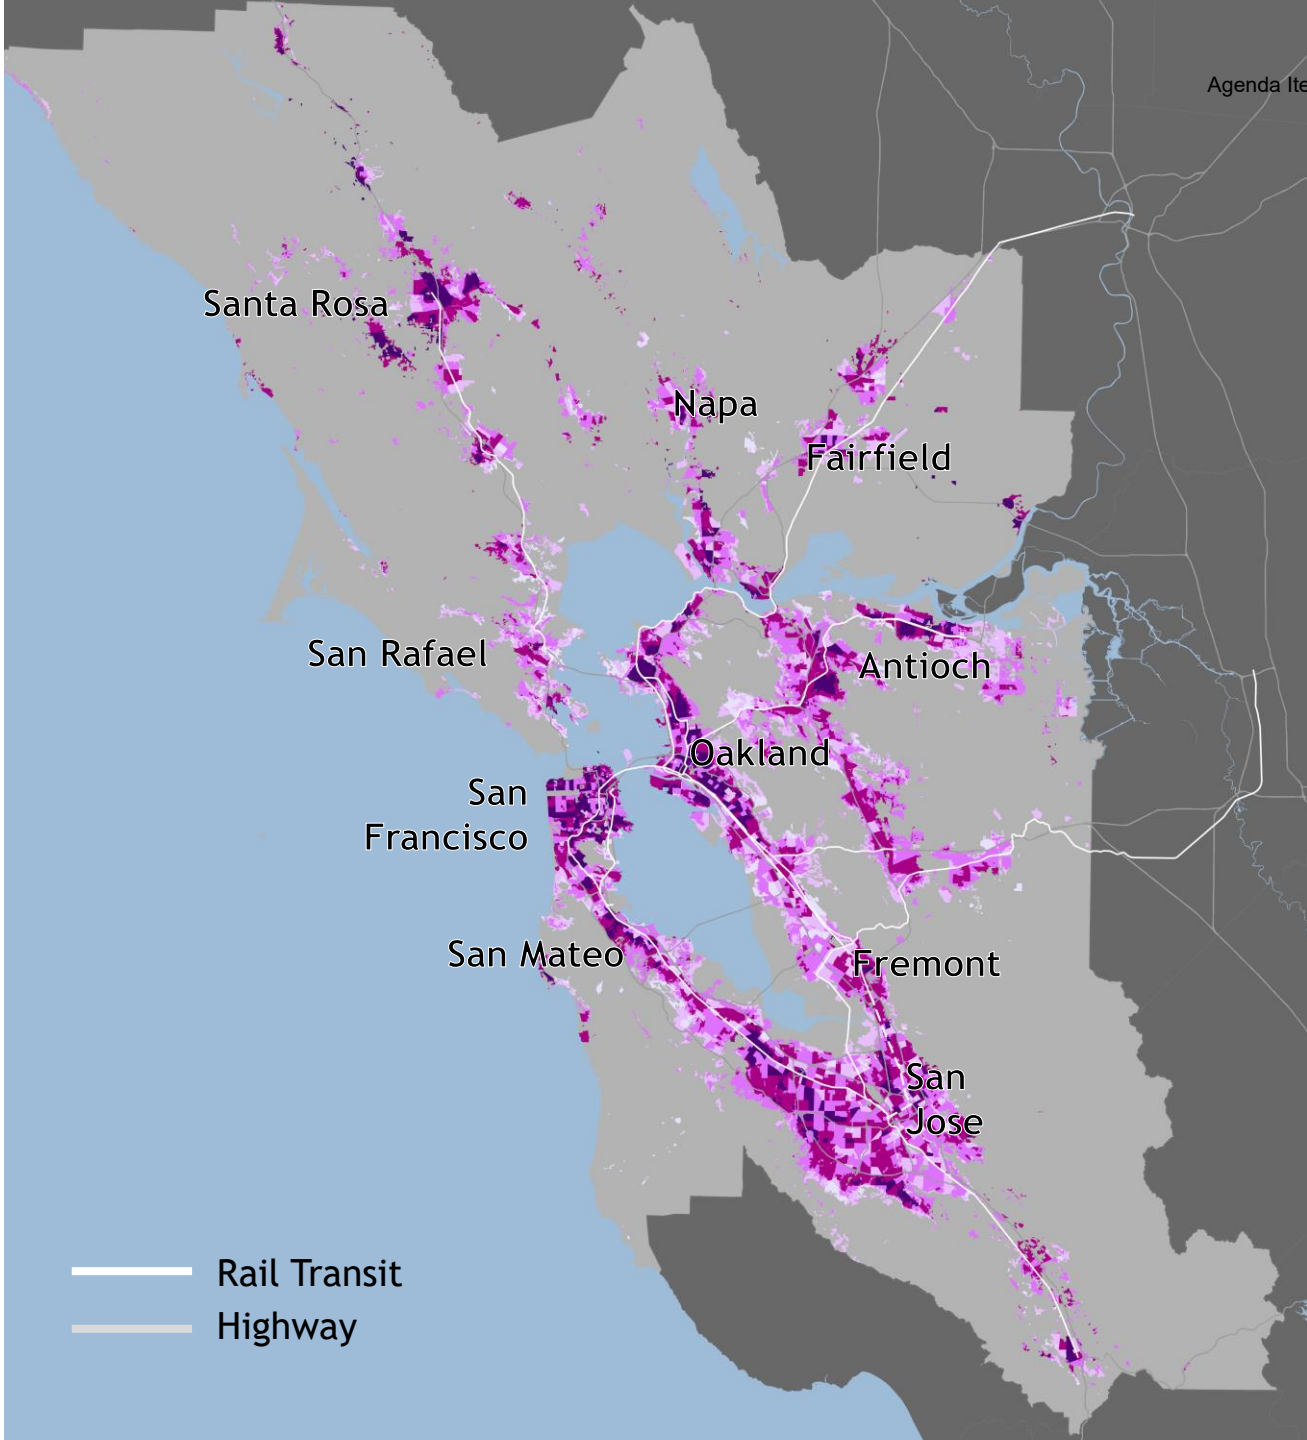 Agenda Ite
Santa Rosa
Napa
Fairfield
San Rafael
Antioch
Oakland
San
Francisco
San Mateo
Fremont
San
Jose
Rail Transit
Highway